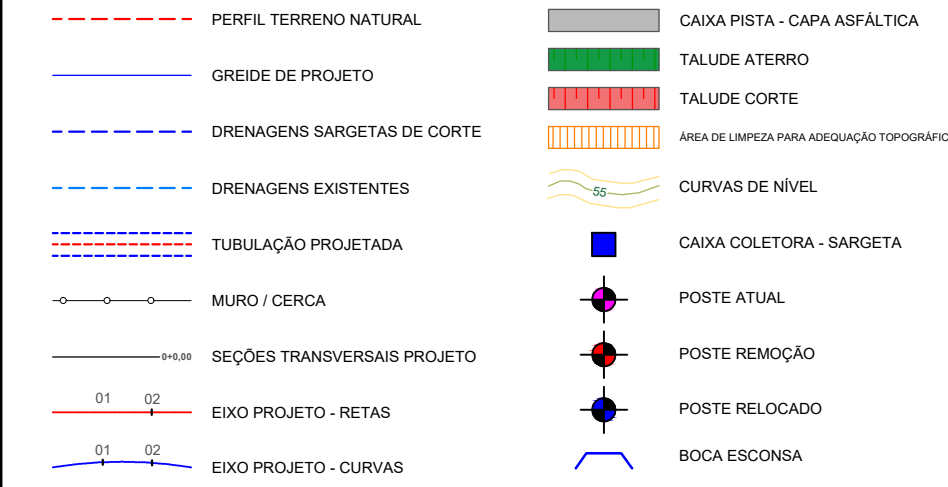 PERFIL TERRENO NATURAL
GREIDE DE PROJETO
DRENAGENS SARGETAS DE CORTE
DRENAGENS EXISTENTES
TUBULAÇÃO PROJETADA
MURO / CERCA
0+0,00 SEÇÕES TRANSVERSAIS PROJETO
01 02
EIXO PROJETO - RETAS
01 02
EIXO PROJETO - CURVAS
CAIXA PISTA - CAPA ASFÁLTICA
TALUDE ATERRO
TALUDE CORTE
ÁREA DE LIMPEZA PARA ADEQUAÇÃO TOPOGRÁFIC
55 CURVAS DE NÍVEL
CAIXA COLETORA - SARGETA
POSTE ATUAL
POSTE REMOÇÃO
POSTE RELOCADO
BOCA ESCONSA